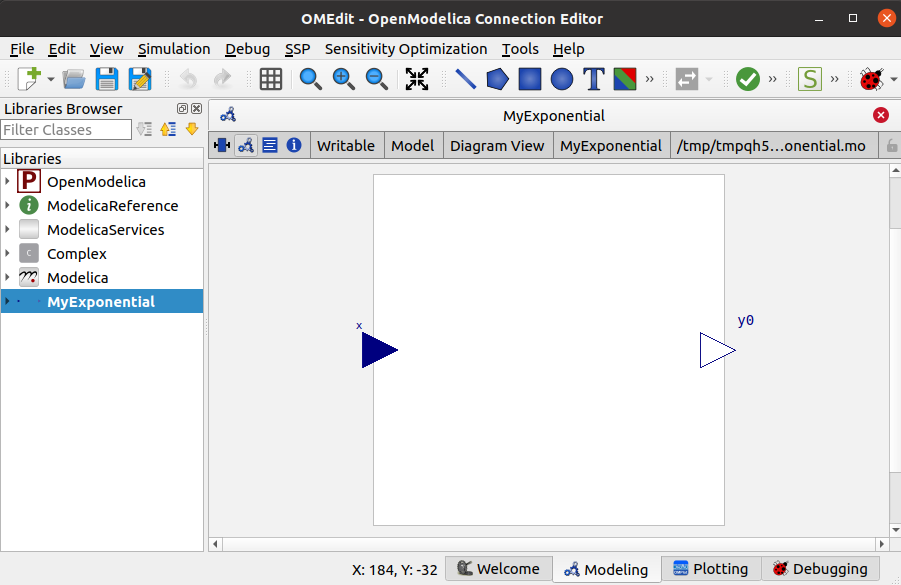 OMEdit - OpenModelica Connection Editor
File Edit View Simulation Debug SSP Sensitivity Optimization Tools Help
T » » S »
Libraries Browser
Filter Classes
Libraries
P OpenModelica
i ModelicaReference
ModelicaServices
C Complex
m Modelica
MyExponential
MyExponential
i Writable Model Diagram View MyExponential /tmp/tmpqh5...onential.mo
x
y0
X: 184, Y: -32 Welcome Modeling Plotting Debugging